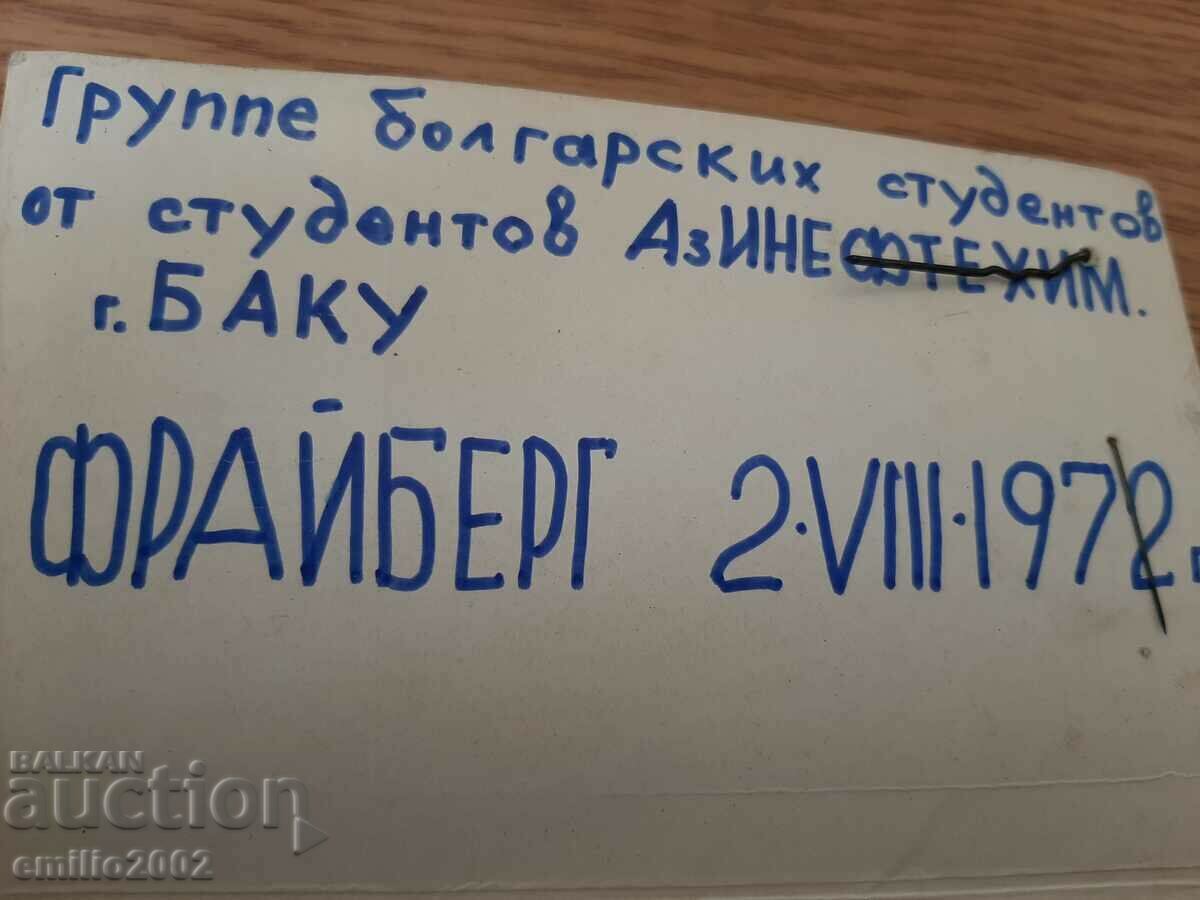 Группе болгарских студентов
от студентов АзИНЕФТЕХИМ.
г. БАКУ
ФРАЙБЕРГ 2·VIII·1972 г
BALKAN
auction
emilio2002